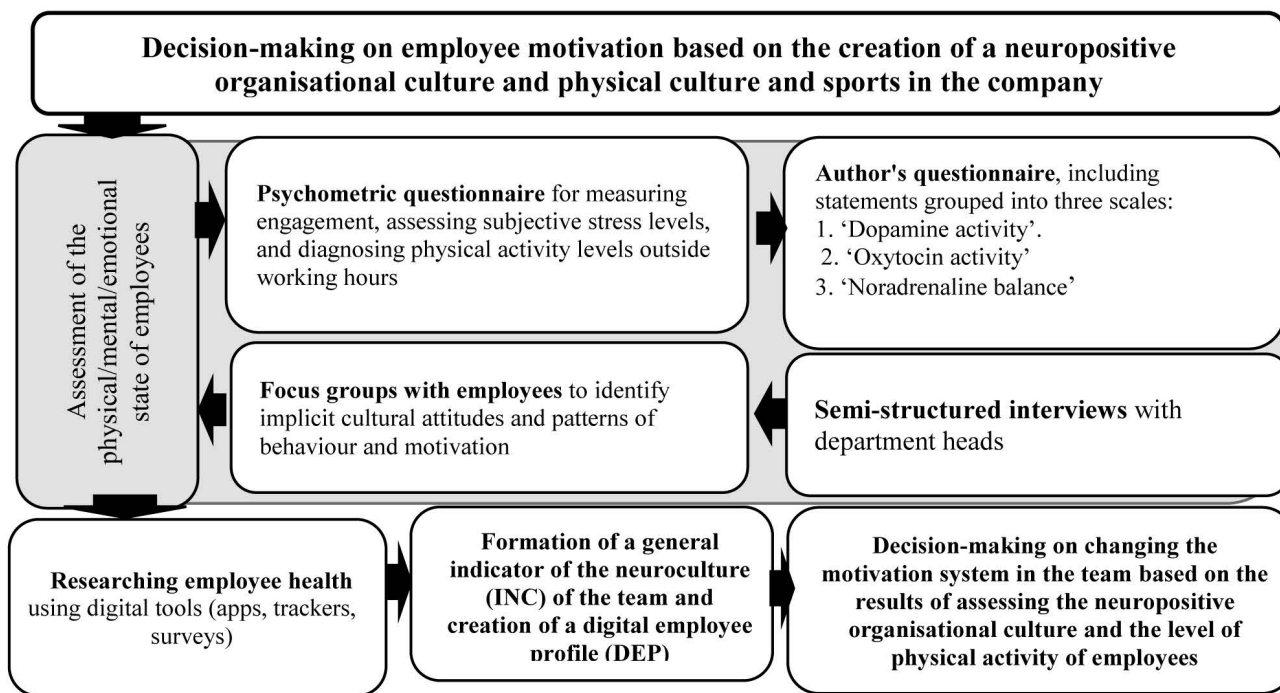 Decision-making on employee motivation based on the creation of a neuropositive
organisational culture and physical culture and sports in the company
Assessment of the
physical/mental/emotional
state of employees
Psychometric questionnaire for measuring
engagement, assessing subjective stress levels,
and diagnosing physical activity levels outside
working hours
Author's questionnaire, including
statements grouped into three scales:
1. ‘Dopamine activity’.
2. ‘Oxytocin activity’
3. ‘Noradrenaline balance’
Focus groups with employees to identify
implicit cultural attitudes and patterns of
behaviour and motivation
Semi-structured interviews with
department heads
Researching employee health
using digital tools (apps, trackers,
surveys)
Formation of a general
indicator of the neuroculture
(INC) of the team and
creation of a digital employee
profile (DEP)
Decision-making on changing the
motivation system in the team based on the
results of assessing the neuropositive
organisational culture and the level of
physical activity of employees